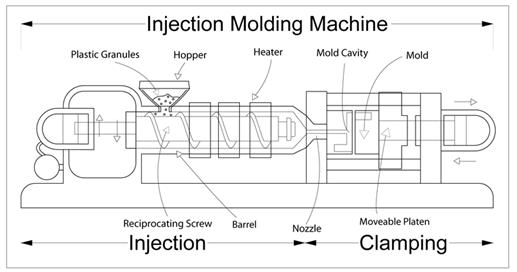 Injection Molding Machine
Plastic Granules
Hopper
Heater
Mold Cavity
Mold
Reciprocating Screw
Barrel
Nozzle
Moveable Platen
Injection
Clamping